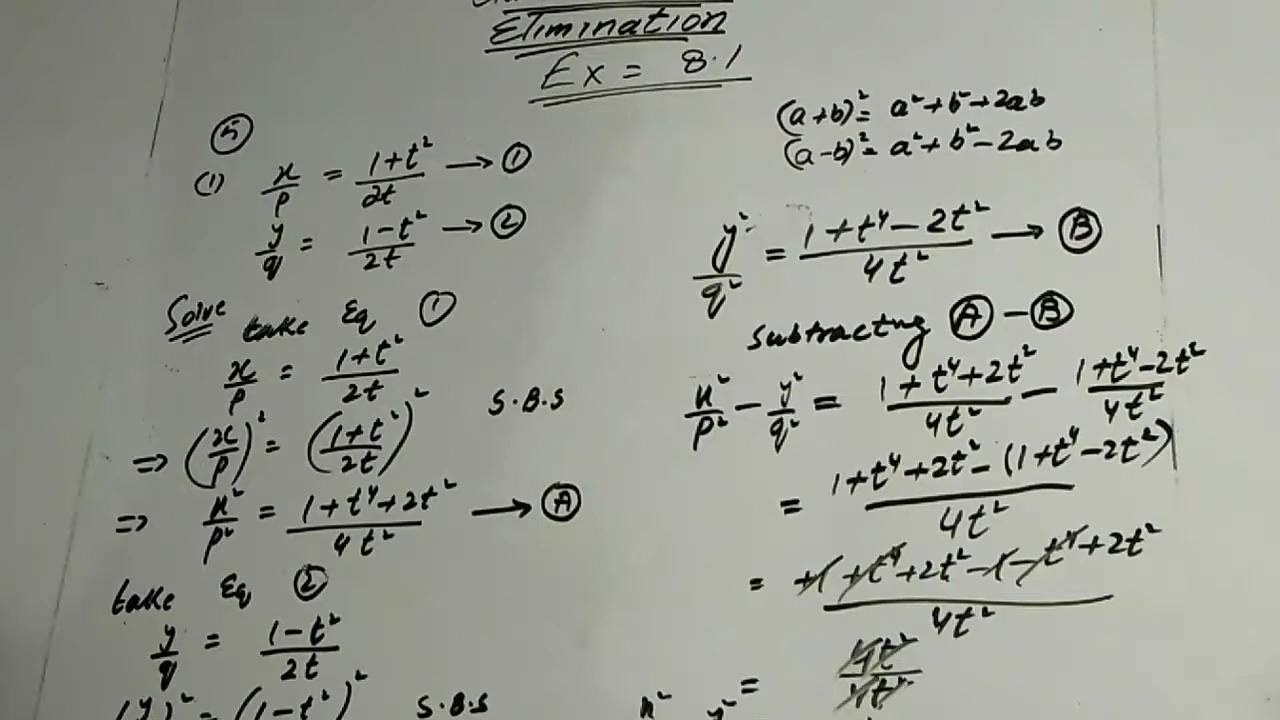 Elimination
Ex = 8.1
⑤
(1) x/p = (1+t²)/2t → ①
y/q = (1-t²)/2t → ②
Solve take Eq ①
x/p = (1+t²)/2t
S.B.S
⇒ (x/p)² = ((1+t²)/2t)²
⇒ x²/p² = (1+t⁴+2t²)/4t² → Ⓐ
take Eq ②
y/q = (1-t²)/2t
S.B.S
(a+b)² = a²+b²+2ab
(a-b)² = a²+b²-2ab
y²/q² = (1+t⁴-2t²)/4t² → Ⓑ
subtracting Ⓐ-Ⓑ
x²/p² - y²/q² = (1+t⁴+2t²)/4t² - (1+t⁴-2t²)/4t²
= (1+t⁴+2t²-(1+t⁴-2t²))/4t²
= (+1+t⁴+2t²-1-t⁴+2t²)/4t²
= 4t²/4t²